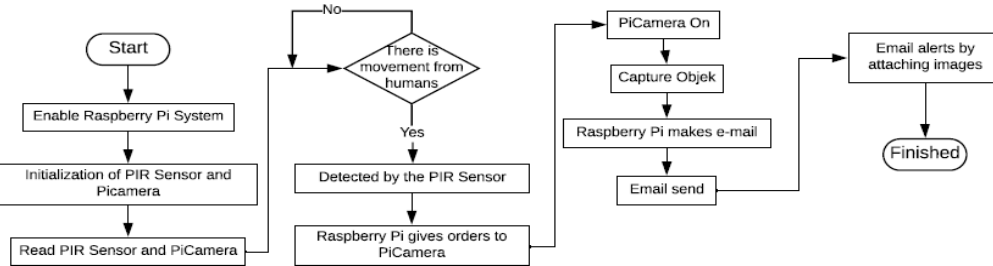 Start
Enable Raspberry Pi System
Initialization of PIR Sensor and
Picamera
Read PIR Sensor and PiCamera
No
There is
movement from
humans
Yes
Detected by the PIR Sensor
Raspberry Pi gives orders to
PiCamera
PiCamera On
Capture Objek
Raspberry Pi makes e-mail
Email send
Email alerts by
attaching images
Finished